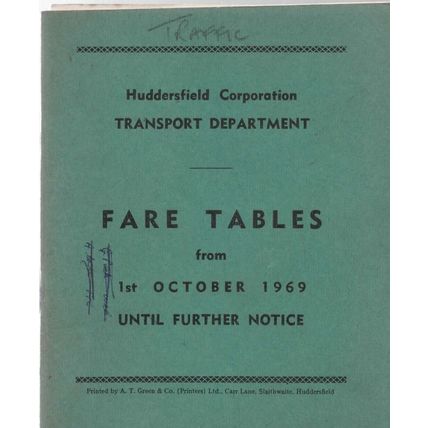 TRAFFIC
Huddersfield Corporation
TRANSPORT DEPARTMENT
FARE TABLES
from
1st OCTOBER 1969
UNTIL FURTHER NOTICE
Printed by A. T. Green & Co. (Printers) Ltd., Carr Lane, Slaithwaite, Huddersfield